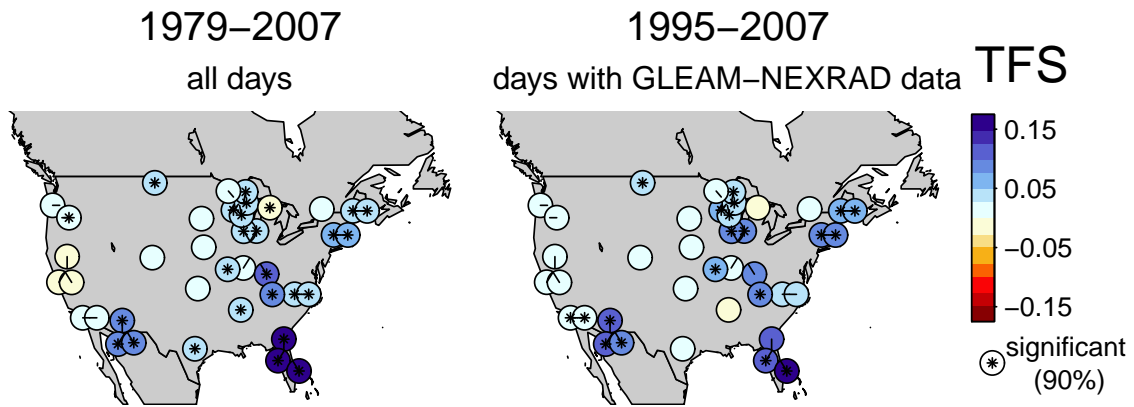 1979–2007
all days
1995–2007
days with GLEAM–NEXRAD data
TFS
0.15
0.05
−0.05
−0.15
significant
(90%)